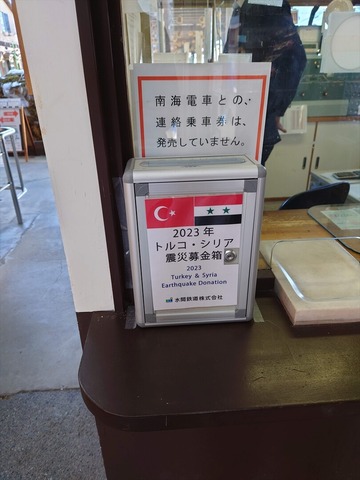 南海電車との、
連絡乗車券は、
発売していません。
2023年
トルコ・シリア
震災募金箱
2023
Turkey & Syria
Earthquake Donation
水間鉄道株式会社